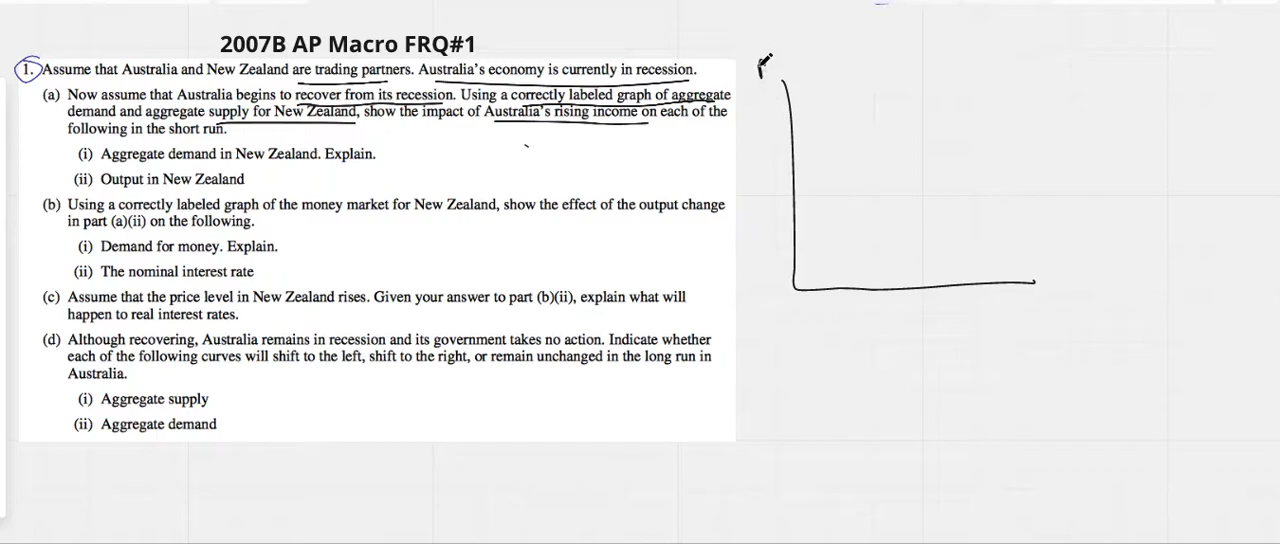 2007B AP Macro FRQ#1
1. Assume that Australia and New Zealand are trading partners. Australia's economy is currently in recession.
(a) Now assume that Australia begins to recover from its recession. Using a correctly labeled graph of aggregate
demand and aggregate supply for New Zealand, show the impact of Australia's rising income on each of the
following in the short run.
(i) Aggregate demand in New Zealand. Explain.
(ii) Output in New Zealand
(b) Using a correctly labeled graph of the money market for New Zealand, show the effect of the output change
in part (a)(ii) on the following.
(i) Demand for money. Explain.
(ii) The nominal interest rate
(c) Assume that the price level in New Zealand rises. Given your answer to part (b)(ii), explain what will
happen to real interest rates.
(d) Although recovering, Australia remains in recession and its government takes no action. Indicate whether
each of the following curves will shift to the left, shift to the right, or remain unchanged in the long run in
Australia.
(i) Aggregate supply
(ii) Aggregate demand